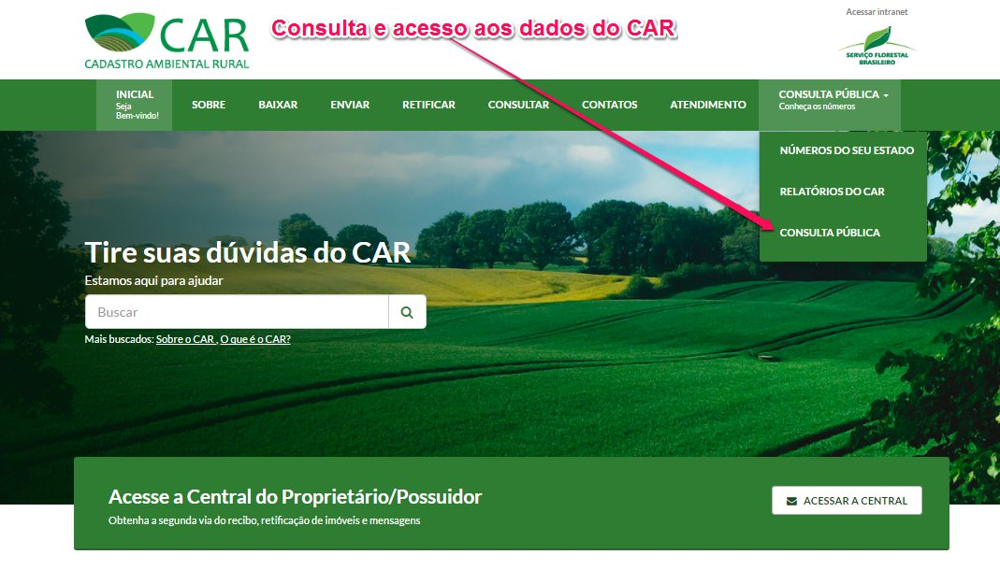 CAR
CADASTRO AMBIENTAL RURAL
Consulta e acesso aos dados do CAR
Acessar intranet
SERVIÇO FLORESTAL
BRASILEIRO
INICIAL
Seja
Bem-vindo!
SOBRE
BAIXAR
ENVIAR
RETIFICAR
CONSULTAR
CONTATOS
ATENDIMENTO
CONSULTA PÚBLICA
Conheça os números
NÚMEROS DO SEU ESTADO
RELATÓRIOS DO CAR
CONSULTA PÚBLICA
Tire suas dúvidas do CAR
Estamos aqui para ajudar
Buscar
Mais buscados: Sobre o CAR , O que é o CAR?
Acesse a Central do Proprietário/Possuidor
Obtenha a segunda via do recibo, retificação de imóveis e mensagens
ACESSAR A CENTRAL